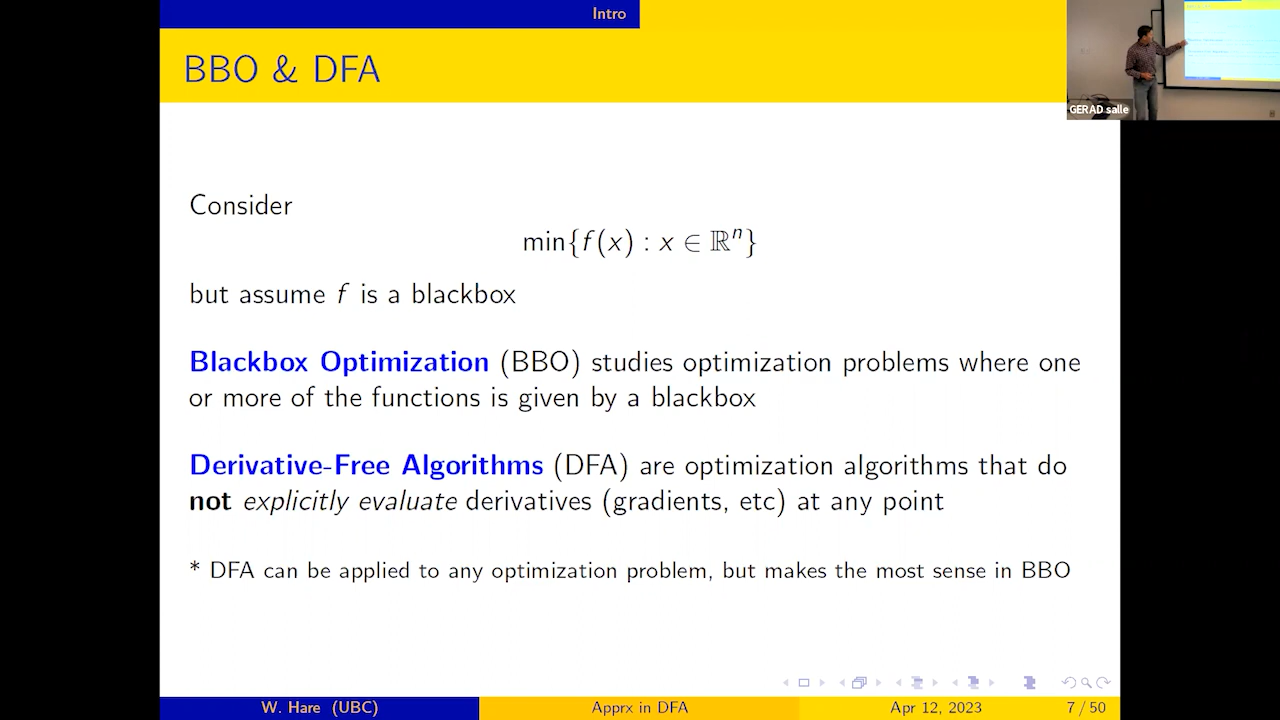 Intro
BBO & DFA
GERAD salle
Consider
min{f(x) : x ∈ ℝⁿ}
but assume f is a blackbox
Blackbox Optimization (BBO) studies optimization problems where one
or more of the functions is given by a blackbox
Derivative-Free Algorithms (DFA) are optimization algorithms that do
not explicitly evaluate derivatives (gradients, etc) at any point
* DFA can be applied to any optimization problem, but makes the most sense in BBO
W. Hare (UBC) Apprx in DFA Apr 12, 2023 7 / 50